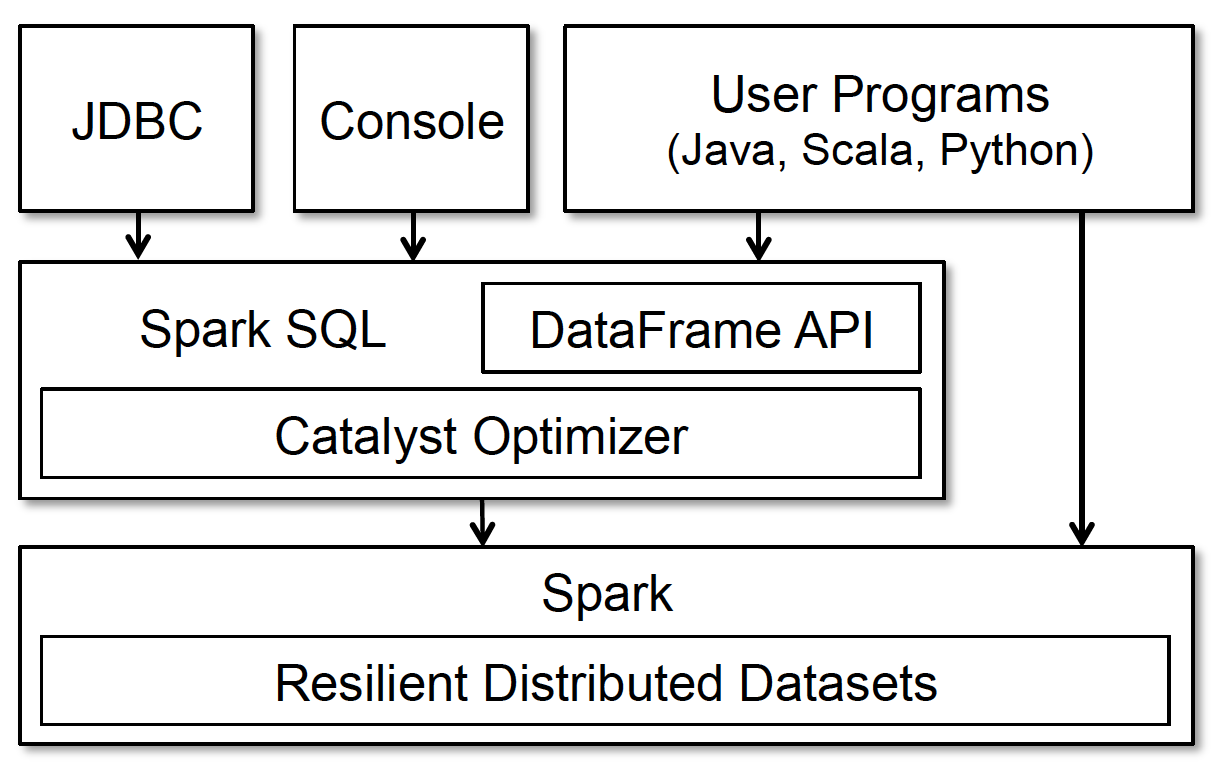 JDBC
Console
User Programs
(Java, Scala, Python)
Spark SQL
DataFrame API
Catalyst Optimizer
Spark
Resilient Distributed Datasets